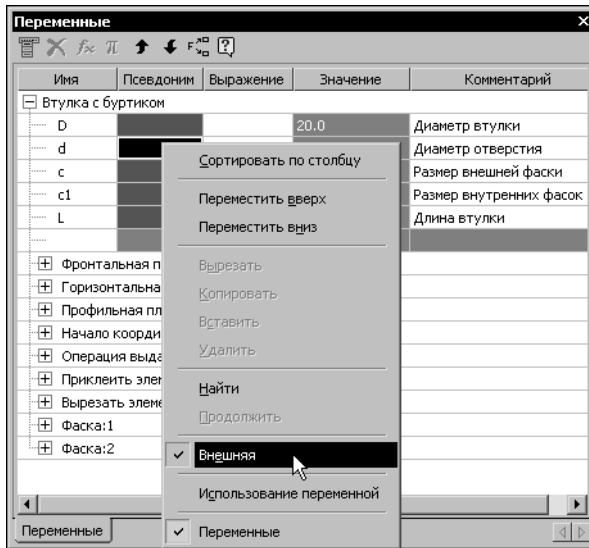 Переменные
Имя Псевдоним Выражение Значение Комментарий
Втулка с буртиком
D 20.0 Диаметр втулки
d Диаметр отверстия
c Размер внешней фаски
c1 Размер внутренних фасок
L Длина втулки
Фронтальная п
Горизонтальна
Профильная пл
Начало коорди
Операция выда
Приклеить элем
Вырезать элеме
Фаска:1
Фаска:2
Сортировать по столбцу
Переместить вверх
Переместить вниз
Вырезать
Копировать
Вставить
Удалить
Найти
Продолжить
Внешняя
Использование переменной
Переменные
Переменные